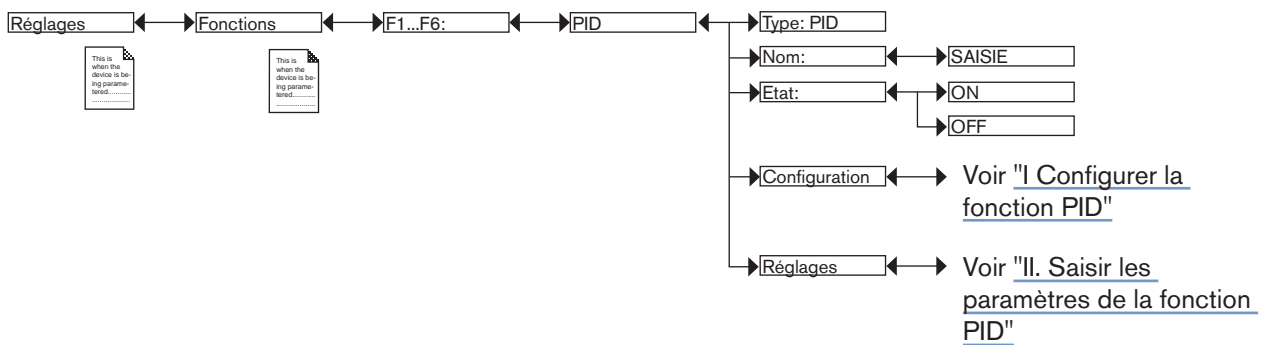 Réglages
Fonctions
F1...F6:
PID
Type: PID
Nom:
SAISIE
Etat:
ON
OFF
This is
when the
device is be-
ing parame-
tered............
...................
This is
when the
device is be-
ing parame-
tered..........
...................
Configuration
Voir "I Configurer la
fonction PID"
Réglages
Voir "II. Saisir les
paramètres de la fonction
PID"